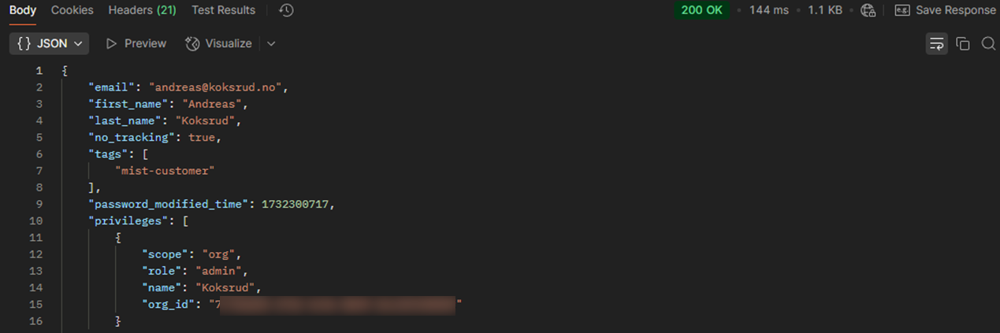 Body Cookies Headers (21) Test Results 200 OK • 144 ms • 1.1 KB • e.g. Save Response
{} JSON Preview Visualize
1 {
2 "email": "andreas@koksrud.no",
3 "first_name": "Andreas",
4 "last_name": "Koksrud",
5 "no_tracking": true,
6 "tags": [
7 "mist-customer"
8 ],
9 "password_modified_time": 1732300717,
10 "privileges": [
11 {
12 "scope": "org",
13 "role": "admin",
14 "name": "Koksrud",
15 "org_id": "7"
16 }